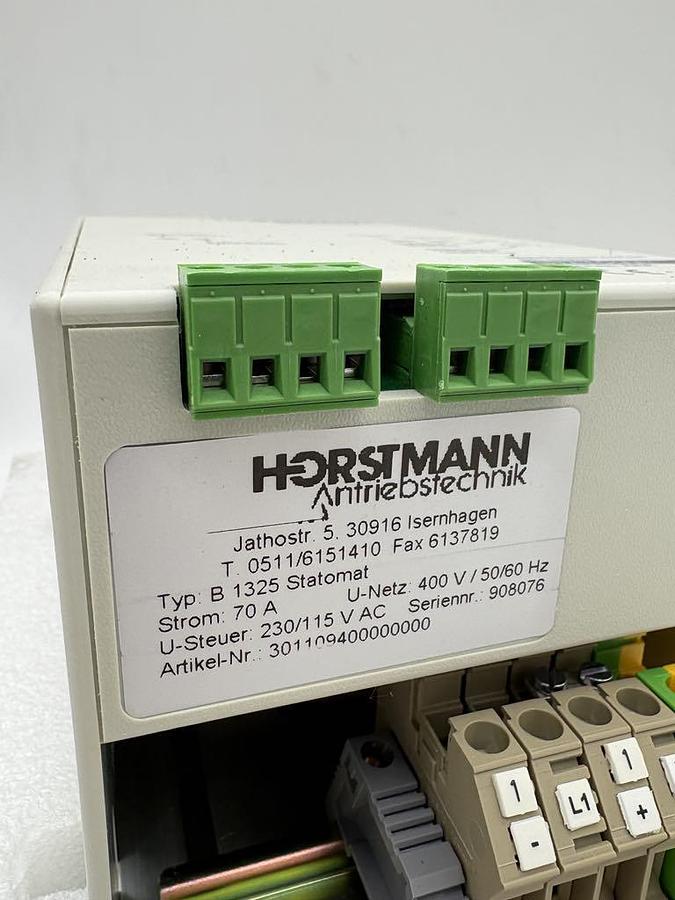 HORSTMANN
Antriebstechnik
Jathostr. 5, 30916 Isernhagen
T. 0511/6151410 Fax 6137819
Typ: B 1325 Statomat
Strom: 70 A U-Netz: 400 V / 50/60 Hz
U-Steuer: 230/115 V AC Seriennr.: 908076
Artikel-Nr.: 301109400000000
1 L1 1
- +